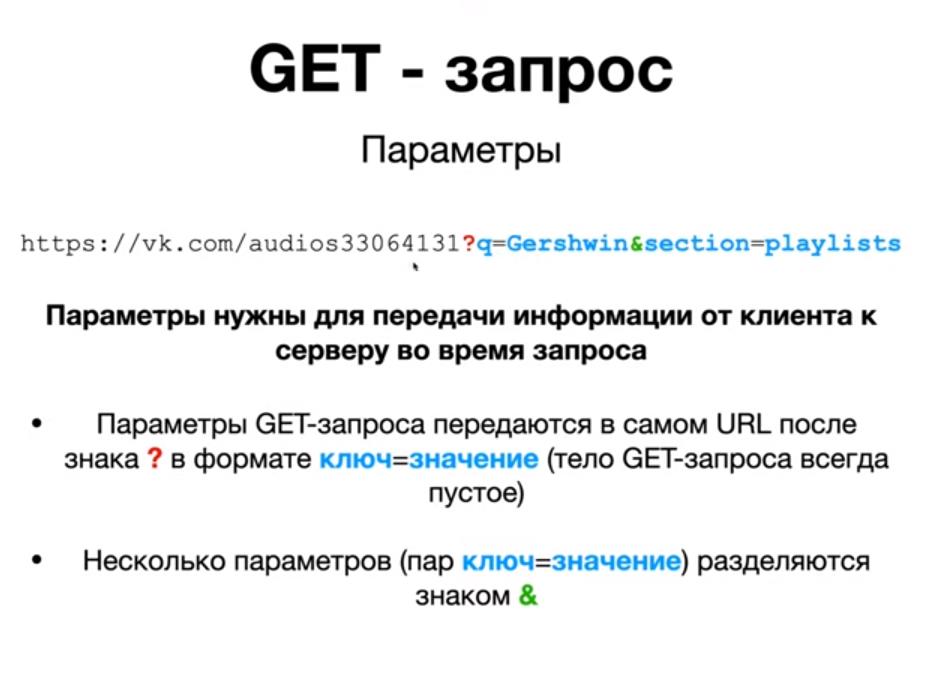 GET - запрос
Параметры
https://vk.com/audios33064131?q=Gershwin&section=playlists
Параметры нужны для передачи информации от клиента к
серверу во время запроса
• Параметры GET-запроса передаются в самом URL после
знака ? в формате ключ=значение (тело GET-запроса всегда
пустое)
• Несколько параметров (пар ключ=значение) разделяются
знаком &